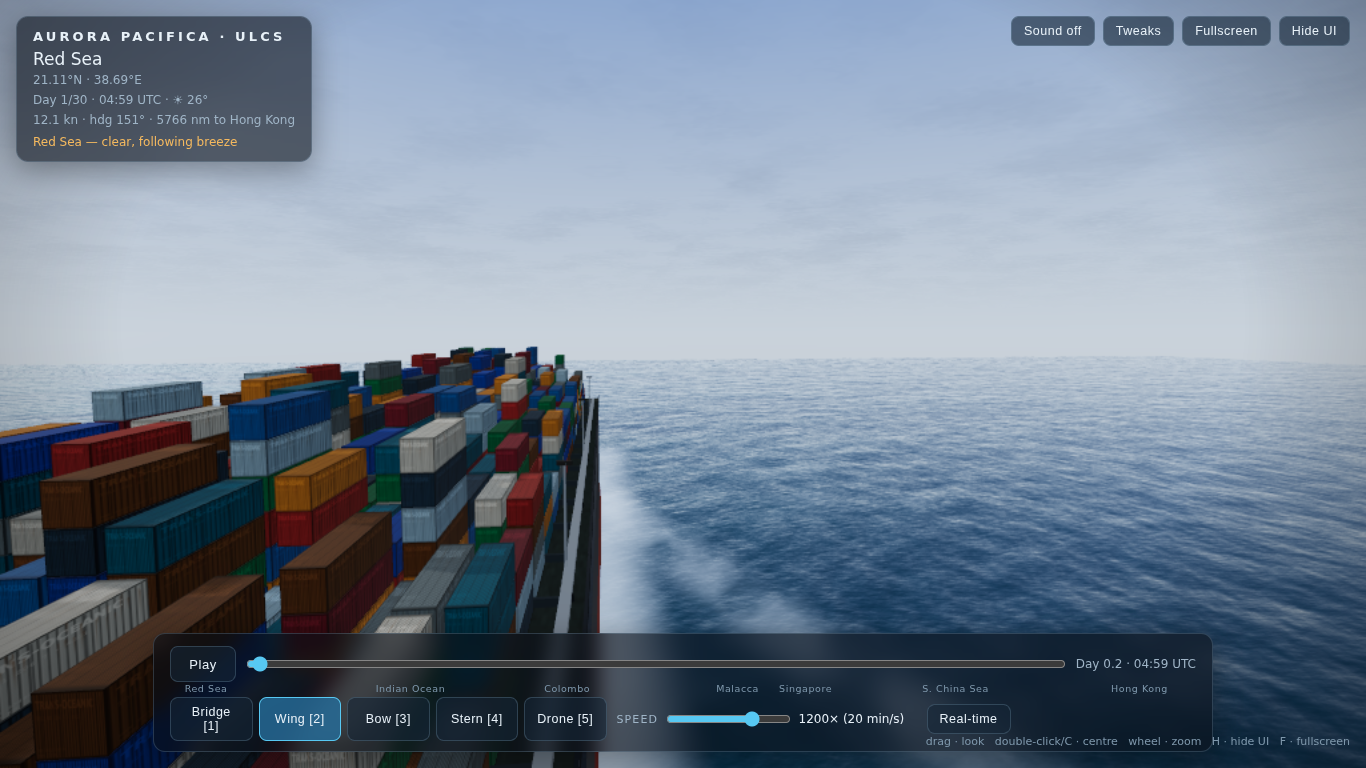 AURORA PACIFICA · ULCS
Red Sea
21.11°N · 38.69°E
Day 1/30 · 04:59 UTC · ☀ 26°
12.1 kn · hdg 151° · 5766 nm to Hong Kong
Red Sea — clear, following breeze
Sound off
Tweaks
Fullscreen
Hide UI
Play
Day 0.2 · 04:59 UTC
Red Sea
Indian Ocean
Colombo
Malacca
Singapore
S. China Sea
Hong Kong
Bridge
[1]
Wing [2]
Bow [3]
Stern [4]
Drone [5]
SPEED
1200× (20 min/s)
Real-time
drag · look double-click/C · centre wheel · zoom H · hide UI F · fullscreen